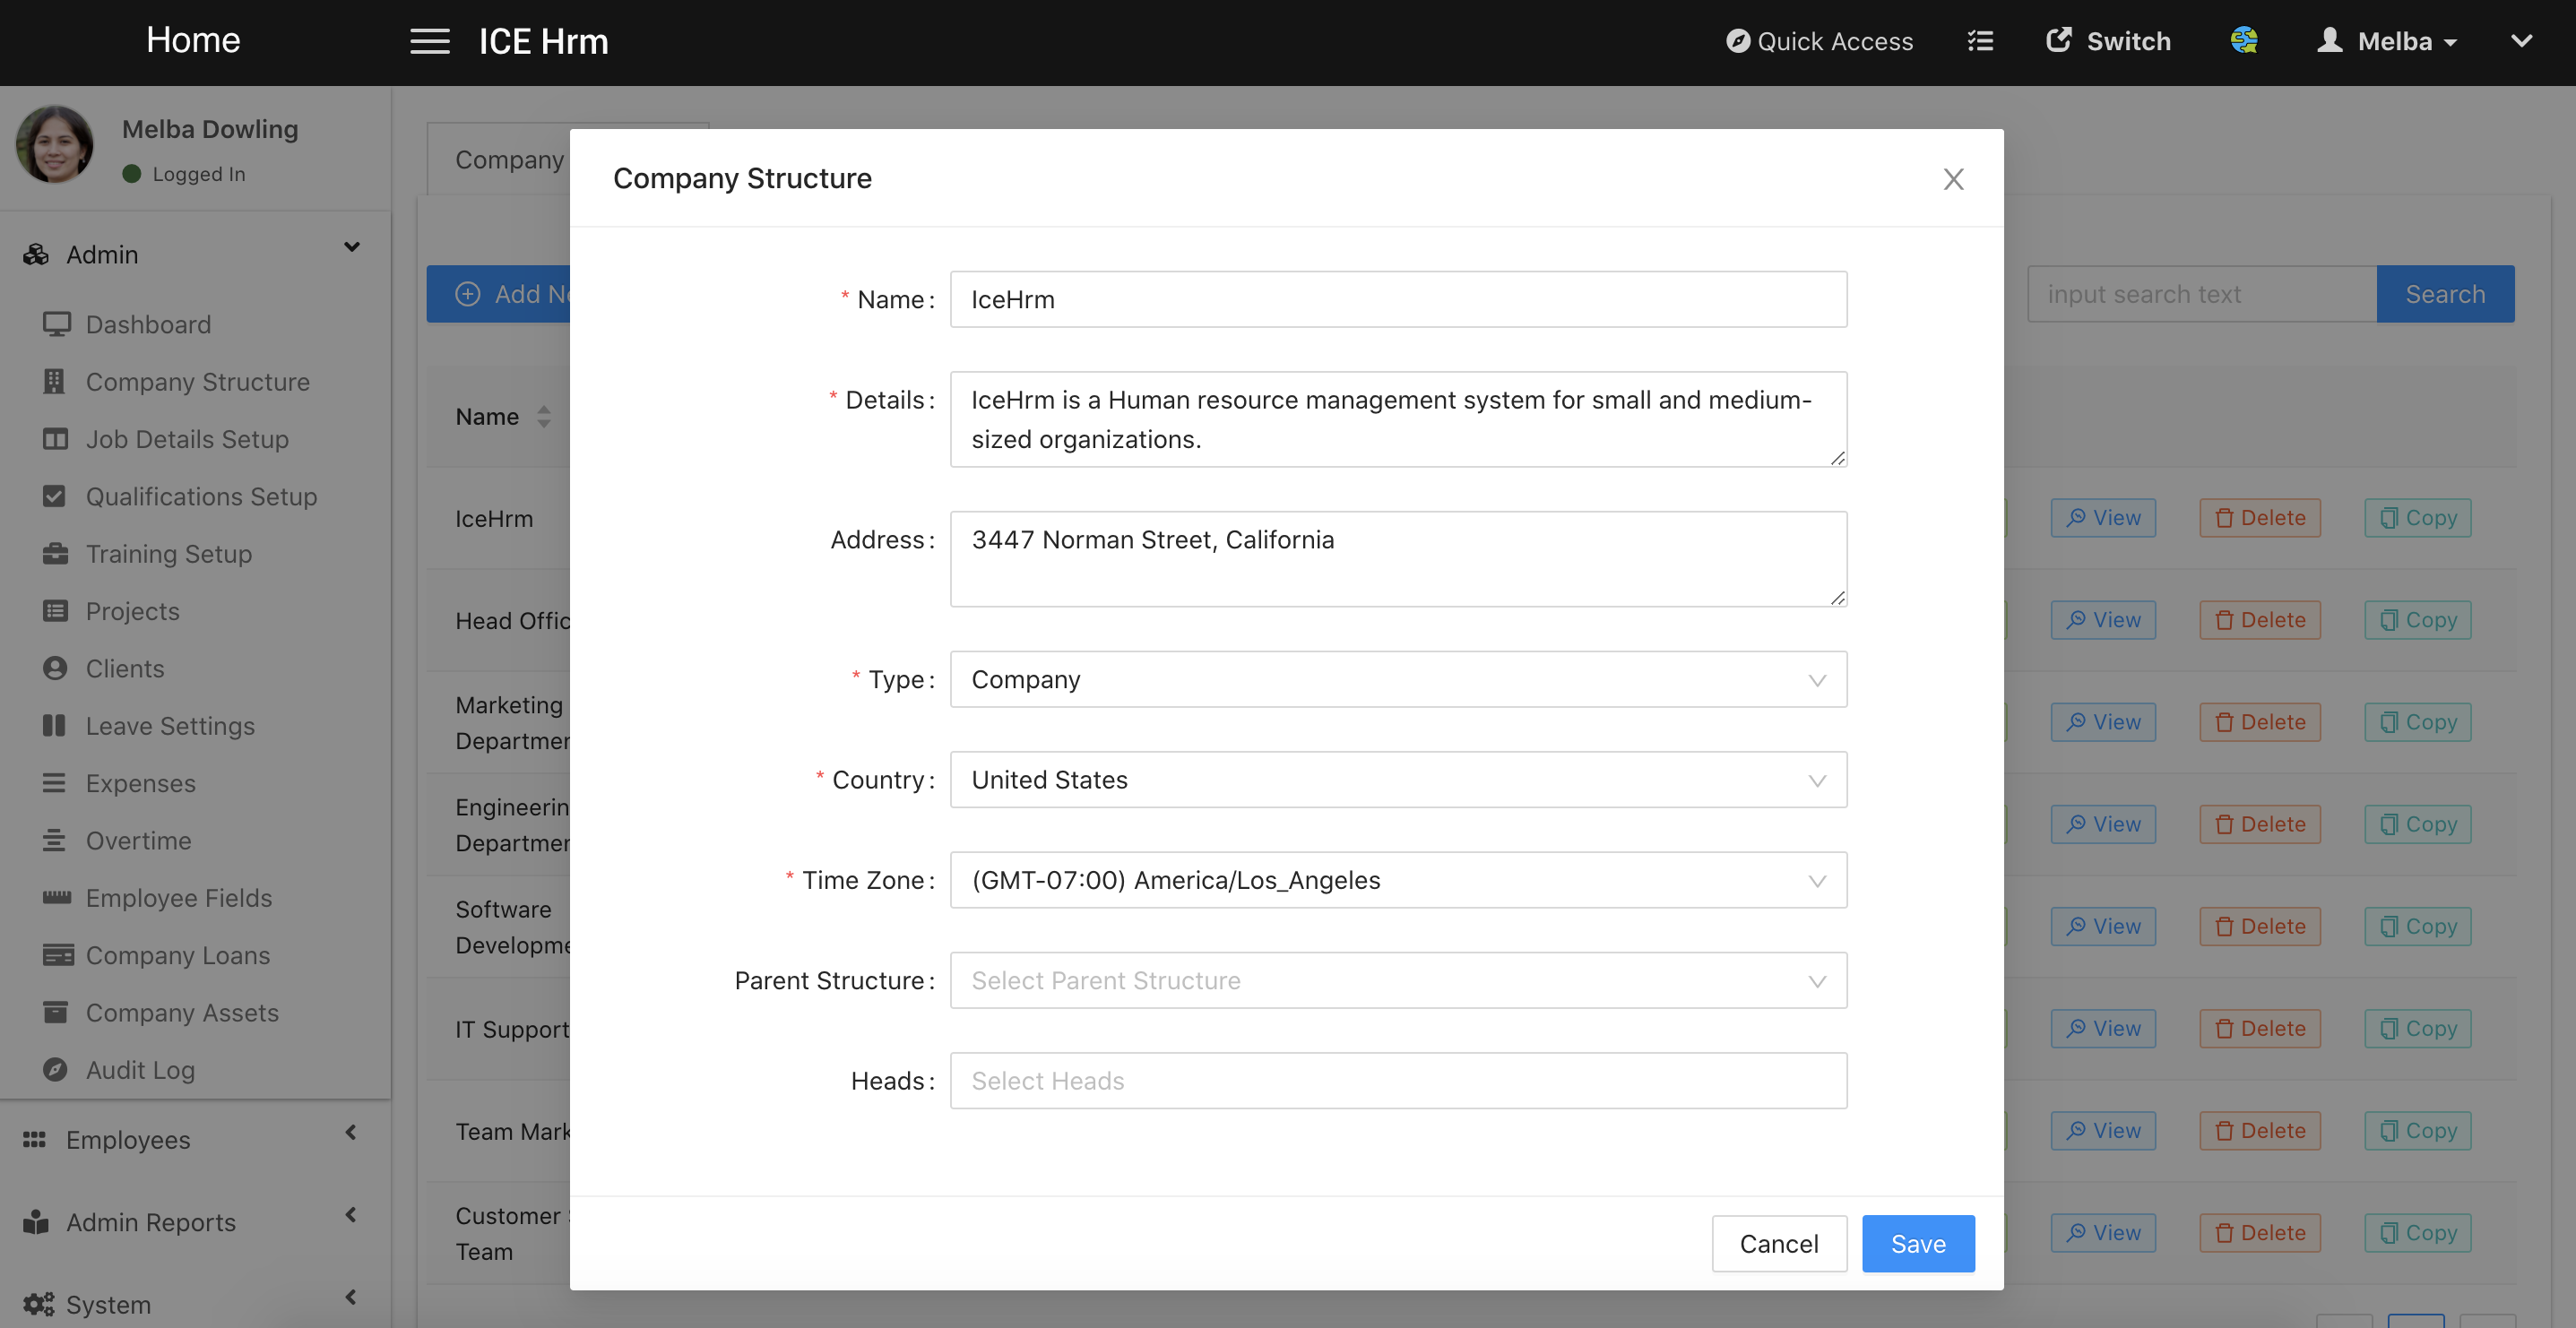 Home
ICE Hrm
Quick Access
Switch
Melba
Melba Dowling
Logged In
Admin
Dashboard
Company Structure
Job Details Setup
Qualifications Setup
Training Setup
Projects
Clients
Leave Settings
Expenses
Overtime
Employee Fields
Company Loans
Company Assets
Audit Log
Employees
Admin Reports
System
Company
Add
input search text
Search
Name
IceHrm
View Delete Copy
Head
View Delete Copy
Marketing
View Delete Copy
View Delete Copy
Software
View Delete Copy
IT Support
View Delete Copy
Team
View Delete Copy
Customer
Team
View Delete Copy
Company Structure
* Name: IceHrm
* Details: IceHrm is a Human resource management system for small and medium-
sized organizations.
Address: 3447 Norman Street, California
* Type: Company
* Country: United States
* Time Zone: (GMT-07:00) America/Los_Angeles
Parent Structure: Select Parent Structure
Heads: Select Heads
Cancel
Save